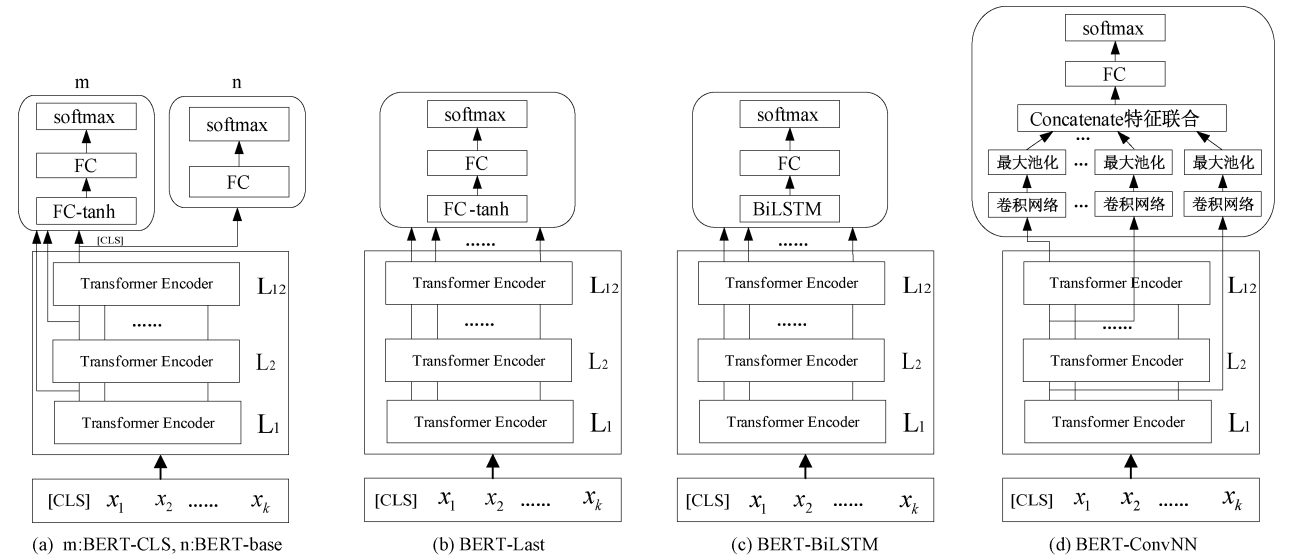 m
softmax
FC
FC-tanh
n
softmax
FC
[CLS]
Transformer Encoder L12
......
Transformer Encoder L2
Transformer Encoder L1
[CLS] x1 x2 ...... xk
(a) m:BERT-CLS, n:BERT-base
softmax
FC
FC-tanh
......
Transformer Encoder L12
......
Transformer Encoder L2
Transformer Encoder L1
[CLS] x1 x2 ...... xk
(b) BERT-Last
softmax
FC
BiLSTM
......
Transformer Encoder L12
......
Transformer Encoder L2
Transformer Encoder L1
[CLS] x1 x2 ...... xk
(c) BERT-BiLSTM
softmax
FC
Concatenate特征联合
...
最大池化 ... 最大池化 最大池化
卷积网络 ... 卷积网络 卷积网络
Transformer Encoder L12
......
Transformer Encoder L2
Transformer Encoder L1
[CLS] x1 x2 ...... xk
(d) BERT-ConvNN